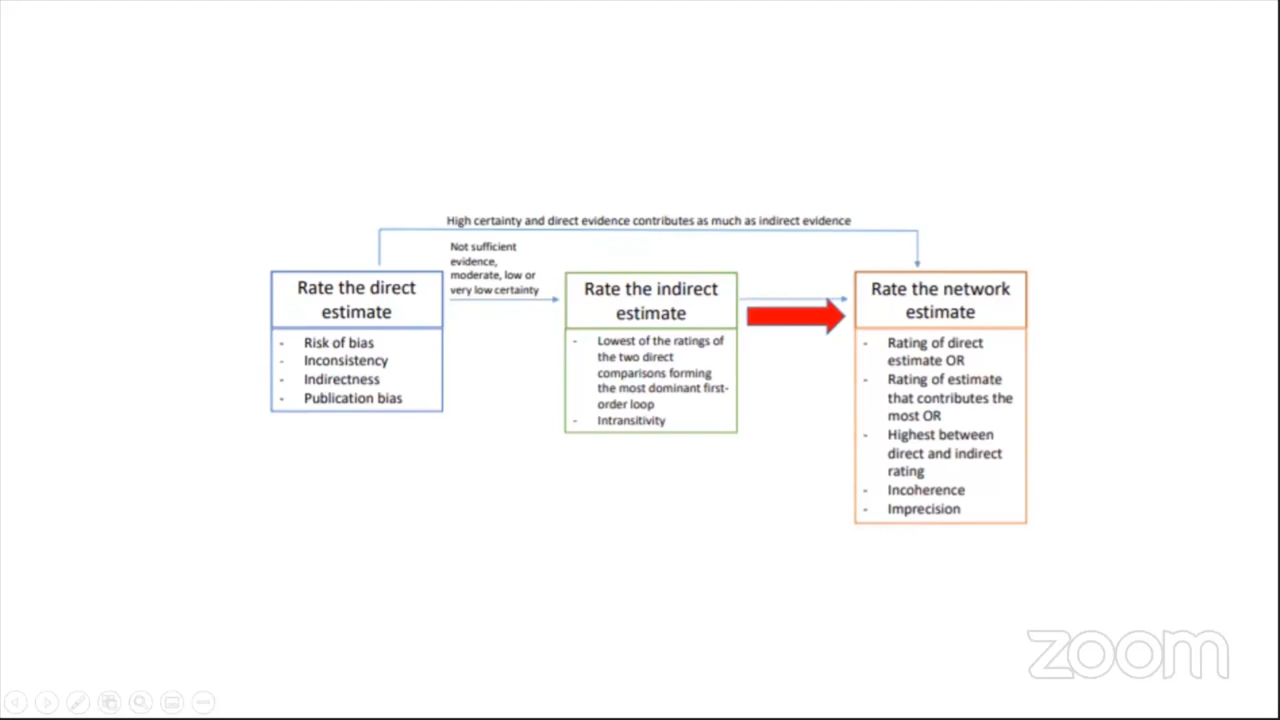 High certainty and direct evidence contributes as much as indirect evidence
Not sufficient
evidence,
moderate, low or
very low certainty
Rate the direct
estimate
- Risk of bias
- Inconsistency
- Indirectness
- Publication bias
Rate the indirect
estimate
- Lowest of the ratings of
the two direct
comparisons forming
the most dominant first-
order loop
- Intransitivity
Rate the network
estimate
- Rating of direct
estimate OR
- Rating of estimate
that contributes the
most OR
- Highest between
direct and indirect
rating
- Incoherence
- Imprecision
zoom